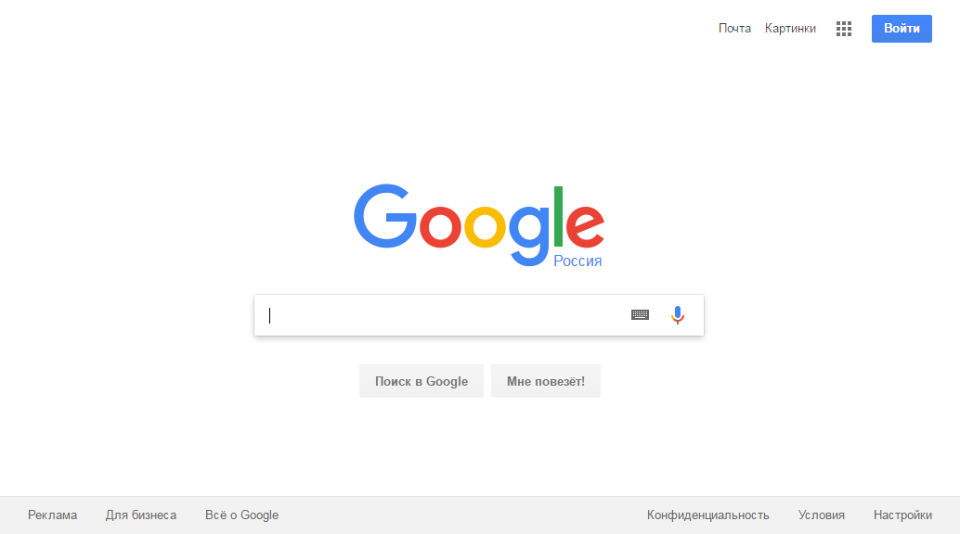 Почта Картинки Войти
Google
Россия
Поиск в Google Мне повезёт!
Реклама Для бизнеса Всё о Google Конфиденциальность Условия Настройки